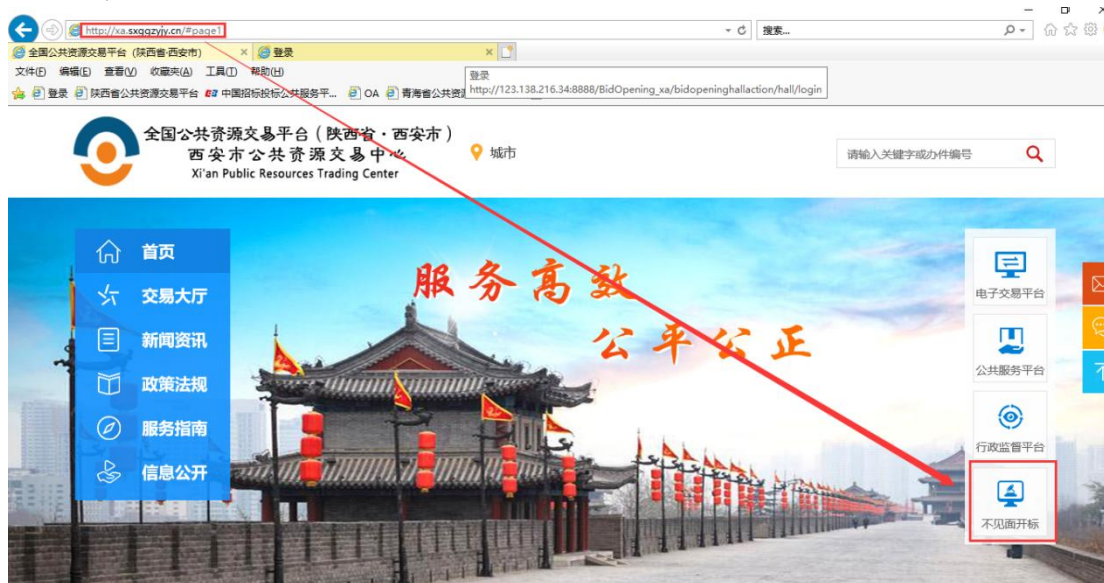 http://xa.sxggzyjy.cn/#page1
搜索...
全国公共资源交易平台（陕西省·西安市）
登录
文件(F) 编辑(E) 查看(V) 收藏夹(A) 工具(T) 帮助(H)
登录
http://123.138.216.34:8888/BidOpening_xa/bidopeninghallaction/hall/login
登录 陕西省公共资源交易平台 中国招标投标公共服务平... OA 青海省公共资
全国公共资源交易平台（陕西省·西安市）
西安市公共资源交易中心
Xi'an Public Resources Trading Center
城市
请输入关键字或办件编号
首页
交易大厅
新闻资讯
政策法规
服务指南
信息公开
服务高效
公平公正
电子交易平台
公共服务平台
行政监督平台
不见面开标